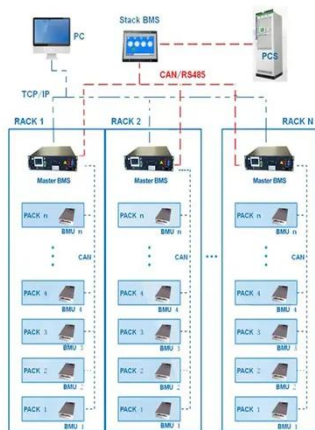 PC
Stack BMS
PCS
CAN/RS485
TCP/IP
RACK 1
RACK 2
RACK N
Master BMS
Master BMS
Master BMS
PACK n
BMU n
PACK n
BMU n
PACK n
BMU n
CAN
CAN
CAN
...
PACK 4
BMU 4
PACK 4
BMU 4
PACK 4
BMU 4
PACK 3
BMU 3
PACK 3
BMU 3
PACK 3
BMU 3
PACK 2
BMU 2
PACK 2
BMU 2
PACK 2
BMU 2
PACK 1
BMU 1
PACK 1
BMU 1
PACK 1
BMU 1